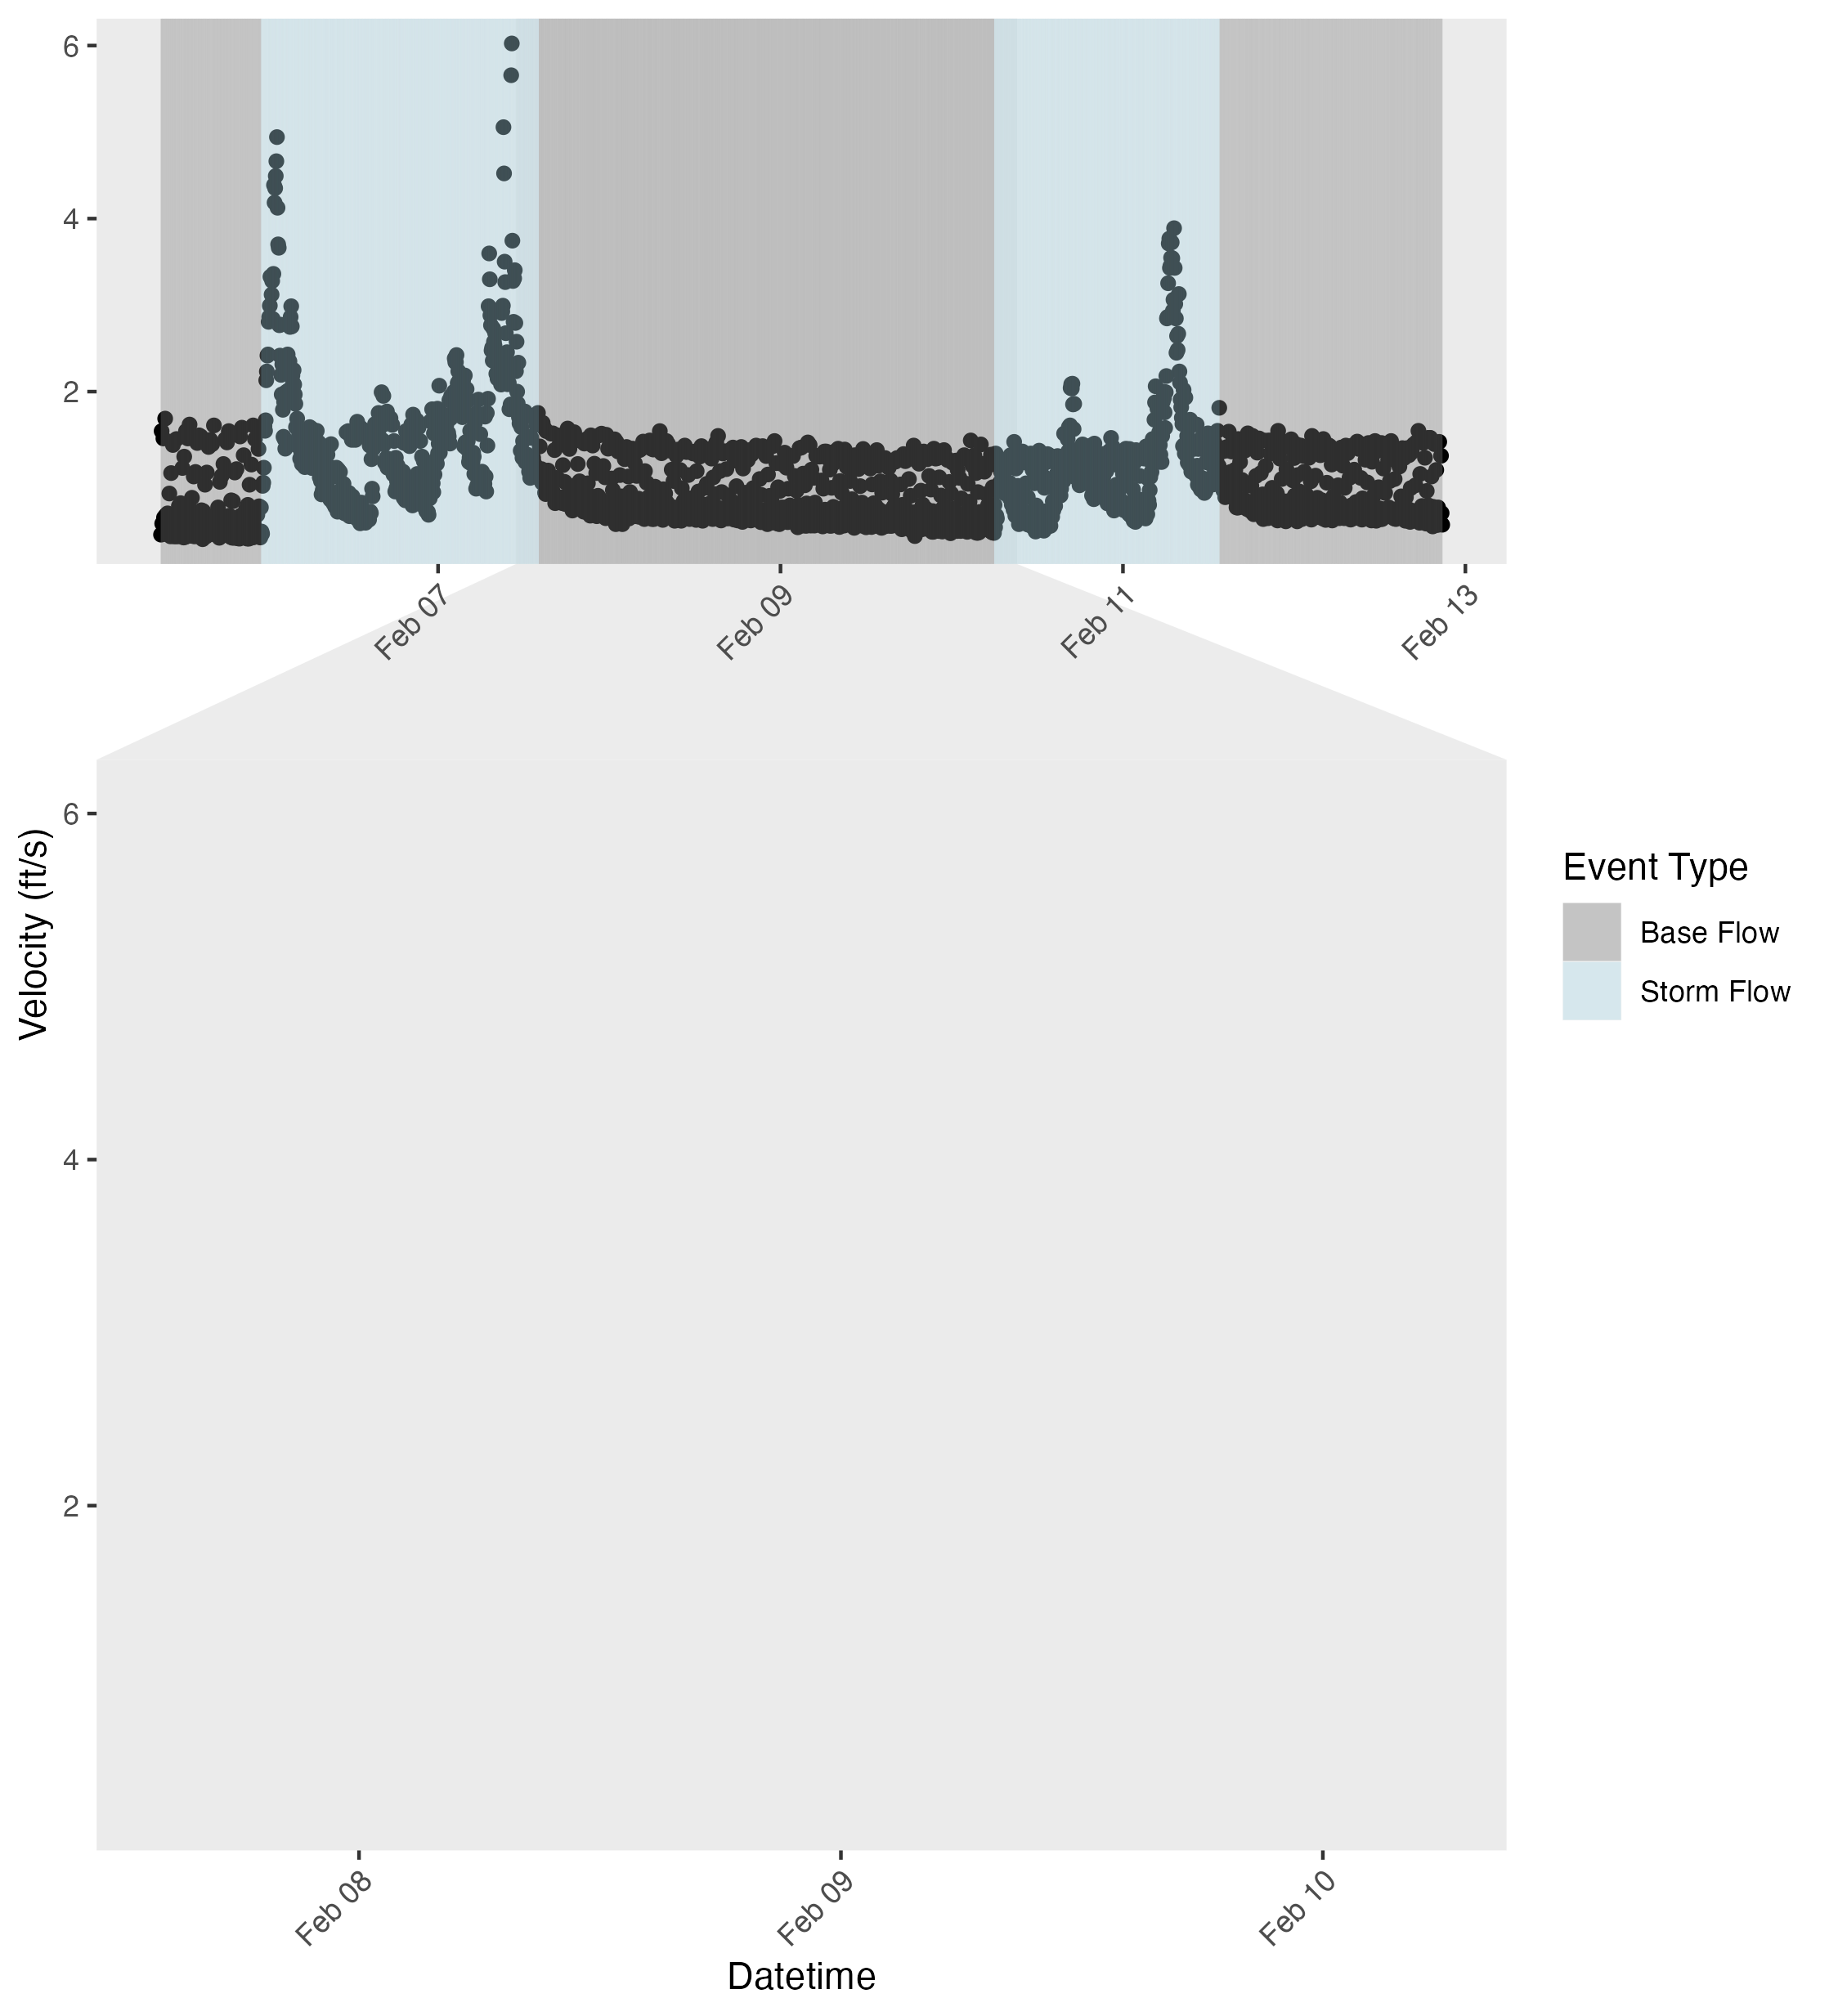 6
4
2
Feb 07
Feb 09
Feb 11
Feb 13
6
4
2
Velocity (ft/s)
Event Type
Base Flow
Storm Flow
Feb 08
Feb 09
Feb 10
Datetime